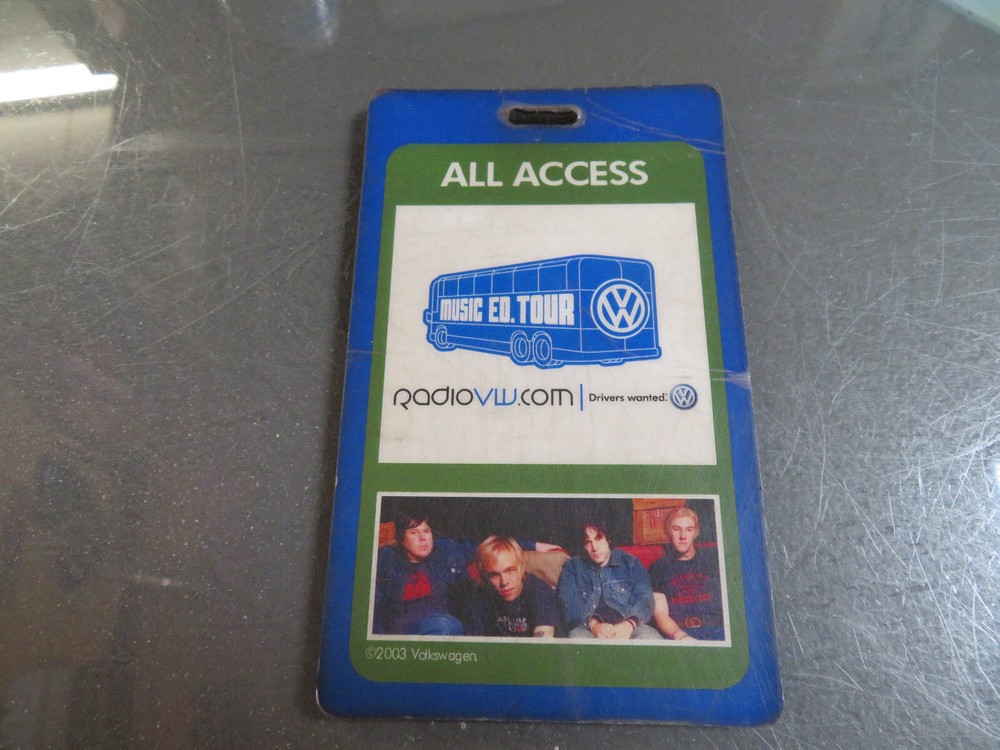 ALL ACCESS
MUSIC ED. TOUR
radioVW.com | Drivers wanted.
©2003 Volkswagen